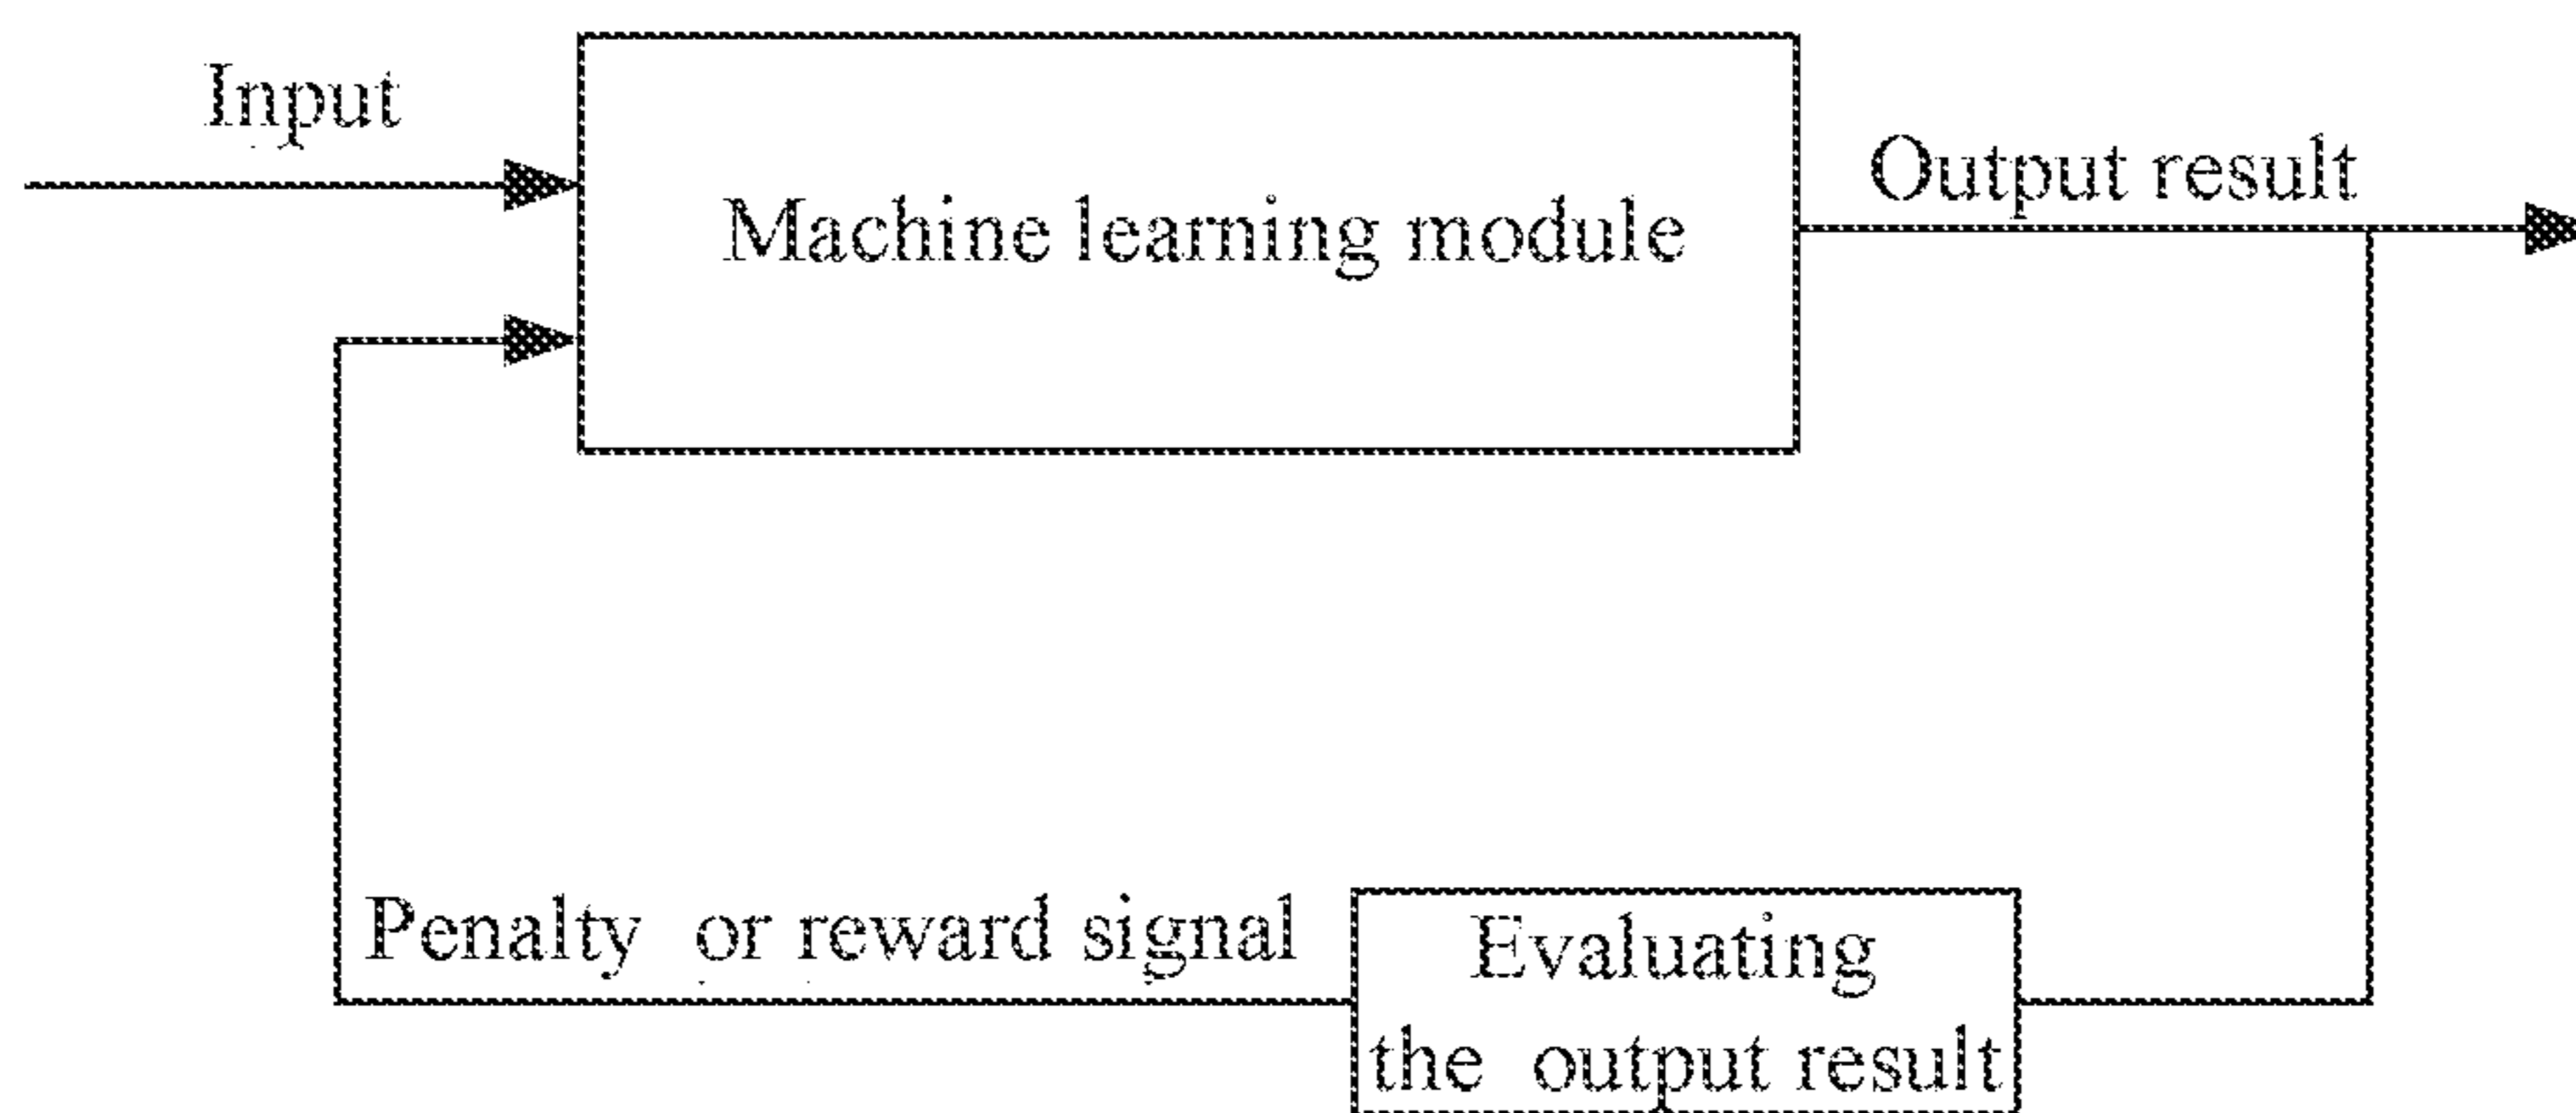 Input
Machine learning module
Output result
Penalty or reward signal
Evaluating
the output result